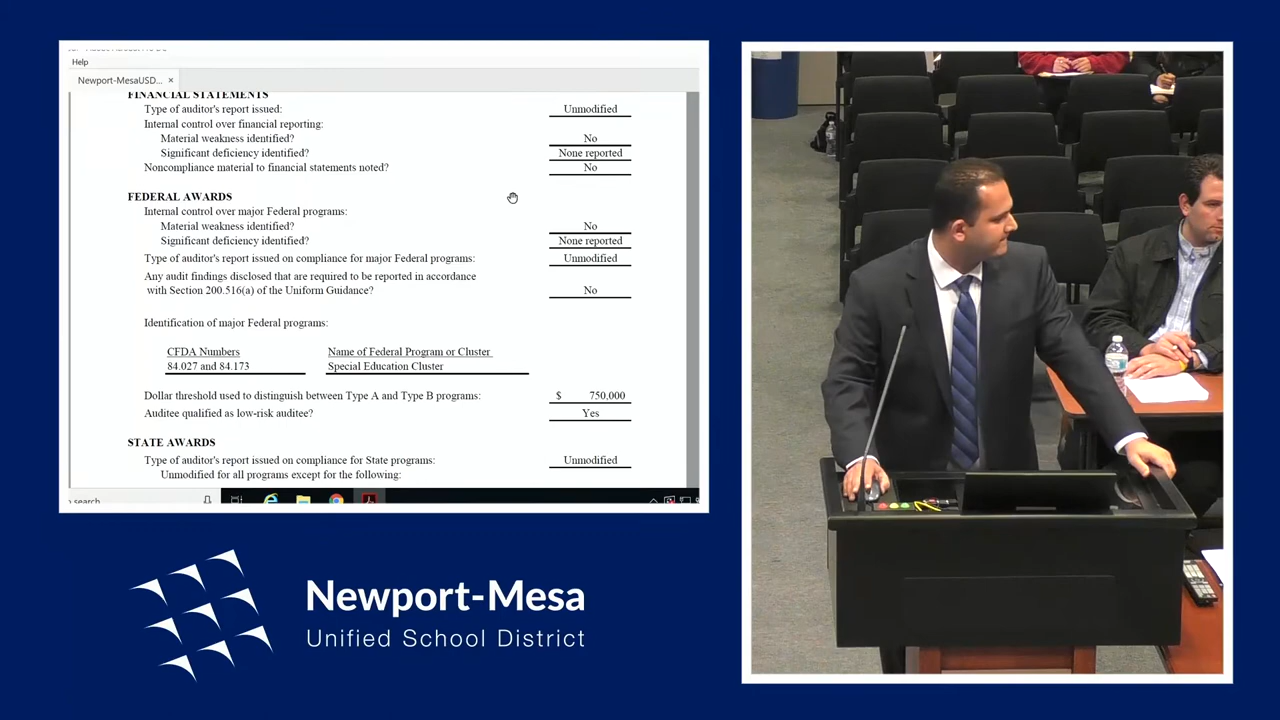 Help
Newport-MesaUSD... ×
FINANCIAL STATEMENTS
Type of auditor's report issued: Unmodified
Internal control over financial reporting:
Material weakness identified? No
Significant deficiency identified? None reported
Noncompliance material to financial statements noted? No
FEDERAL AWARDS
Internal control over major Federal programs:
Material weakness identified? No
Significant deficiency identified? None reported
Type of auditor's report issued on compliance for major Federal programs: Unmodified
Any audit findings disclosed that are required to be reported in accordance
with Section 200.516(a) of the Uniform Guidance? No
Identification of major Federal programs:
CFDA Numbers Name of Federal Program or Cluster
84.027 and 84.173 Special Education Cluster
Dollar threshold used to distinguish between Type A and Type B programs: $ 750,000
Auditee qualified as low-risk auditee? Yes
STATE AWARDS
Type of auditor's report issued on compliance for State programs: Unmodified
Unmodified for all programs except for the following:
search
Newport-Mesa
Unified School District